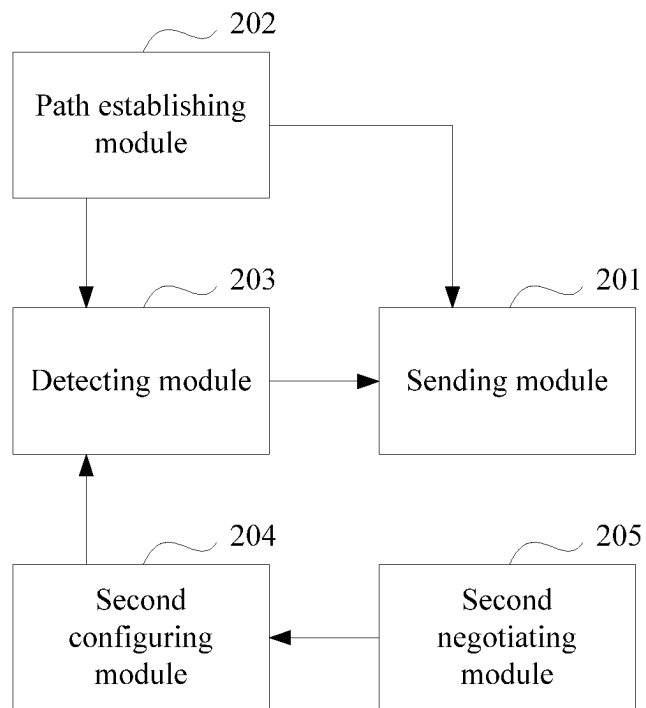 202
Path establishing
module
203
201
Detecting module
Sending module
204
205
Second
configuring
module
Second
negotiating
module